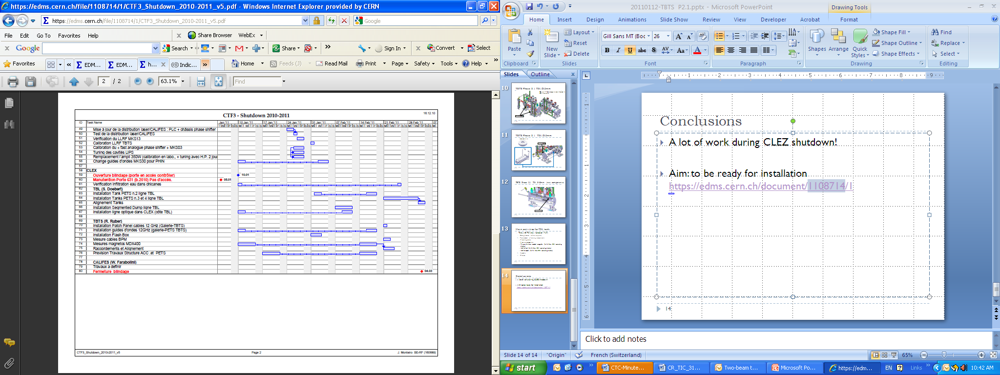 https://edms.cern.ch/file/1108714/1/CTF3_Shutdown_2010-2011_v5.pdf - Windows Internet Explorer provided by CERN
https://edms.cern.ch/file/1108714/1/CTF3_Shutdown_2010-2011_v5.pdf
Google
File Edit Go To Favorites Help
x Share Browser WebEx
x Google Search Share » Sign In x Convert Select
Favorites « EDM... EDM... h... X Indic... » Home Feeds (J) Read Mail Print Page Safety Tools Help »
2 / 2 63.1% Find
CTF3 - Shutdown 2010-2011
16.12.10
ID Task Name Jan '11 10 Jan '11 17 Jan '11 24 Jan '11 31 Jan '11 07 Feb '11 14 Feb '11 21 Feb '11 28 Feb '11 07
49 Mise à jour de la distribution laser/CALIFES : PLC + châssis phase shifter
50 Test de la distribution laser/CALIFES
51 Vérification du LLRF MKS13
52 Calibration LLRF TBTS
53 Calibration du « fast analogue phase shifter » MKS03
54 Tuning des cavités LIPS
55 Remplacement l'ampli 350W (calibration en labo., + tuning avec H.P. 2 jou
56 Change guides d'ondes MKS30 pour PHIN
57
58 CLEX
59 Ouverture blindage (porte en accès contrôler) 10.01
60 Manutention Porte 631 (b.2010) Pas d'accès. 05.01
61 Verification infiltration eau dans chicanes
62 TBL (S. Doebert)
63 Installation Tank PETS n.2 ligne TBL
64 Installation Tanks PETS n.3 et 4 ligne TBL
65 Alignement Tanks
66 Installation Segmented Dump ligne TBL
67 Installation ligne optique dans CLEX (côte TBL)
68
69 TBTS (R. Ruber)
70 Installation Patch Panel cables 12 GHz (Galerie-TBTS)
71 Installation guides d'ondes 12GHz (galerie-PETS TBTS)
72 Installation Flash Box
73 Mesure cables BPM
74 Mesures magnetos MDX400
75 Raccordements et Alignement
76 Prevision Travaux Structure ACC .et PETS
77
78 CALIFES (W. Farabolini)
79 Travaux a definir
80 Fermeture blindage 04.03
CTF3_Shutdown_2010-2011_v5 Page 2 J. Monteiro BE-RF (160689)
20110112-TBTS P2.1.pptx - Microsoft PowerPoint
Drawing Tools
Home Insert Design Animations Slide Show Review View Developer Acrobat Format
Paste
New Slide
Layout
Reset
Delete
Gill Sans MT (Boc 26
B I U abc S AV Aa A
Shapes Arrange Quick Styles
Shape Fill
Shape Outline
Shape Effects
Find
Replace
Select
Clipboard Slides Font Paragraph Drawing Editing
Slides Outline x
10
11
12
13
14
Conclusions
A lot of work during CLEZ shutdown!
Aim: to be ready for installation
https://edms.cern.ch/document/1108714/1
14
Click to add notes
Slide 14 of 14 "Origin" French (Switzerland) 65%
start CTC-Minute... CR_TIC_31... Two-beam t... Microsoft Po... https://edm... EN Links » 10:42 AM